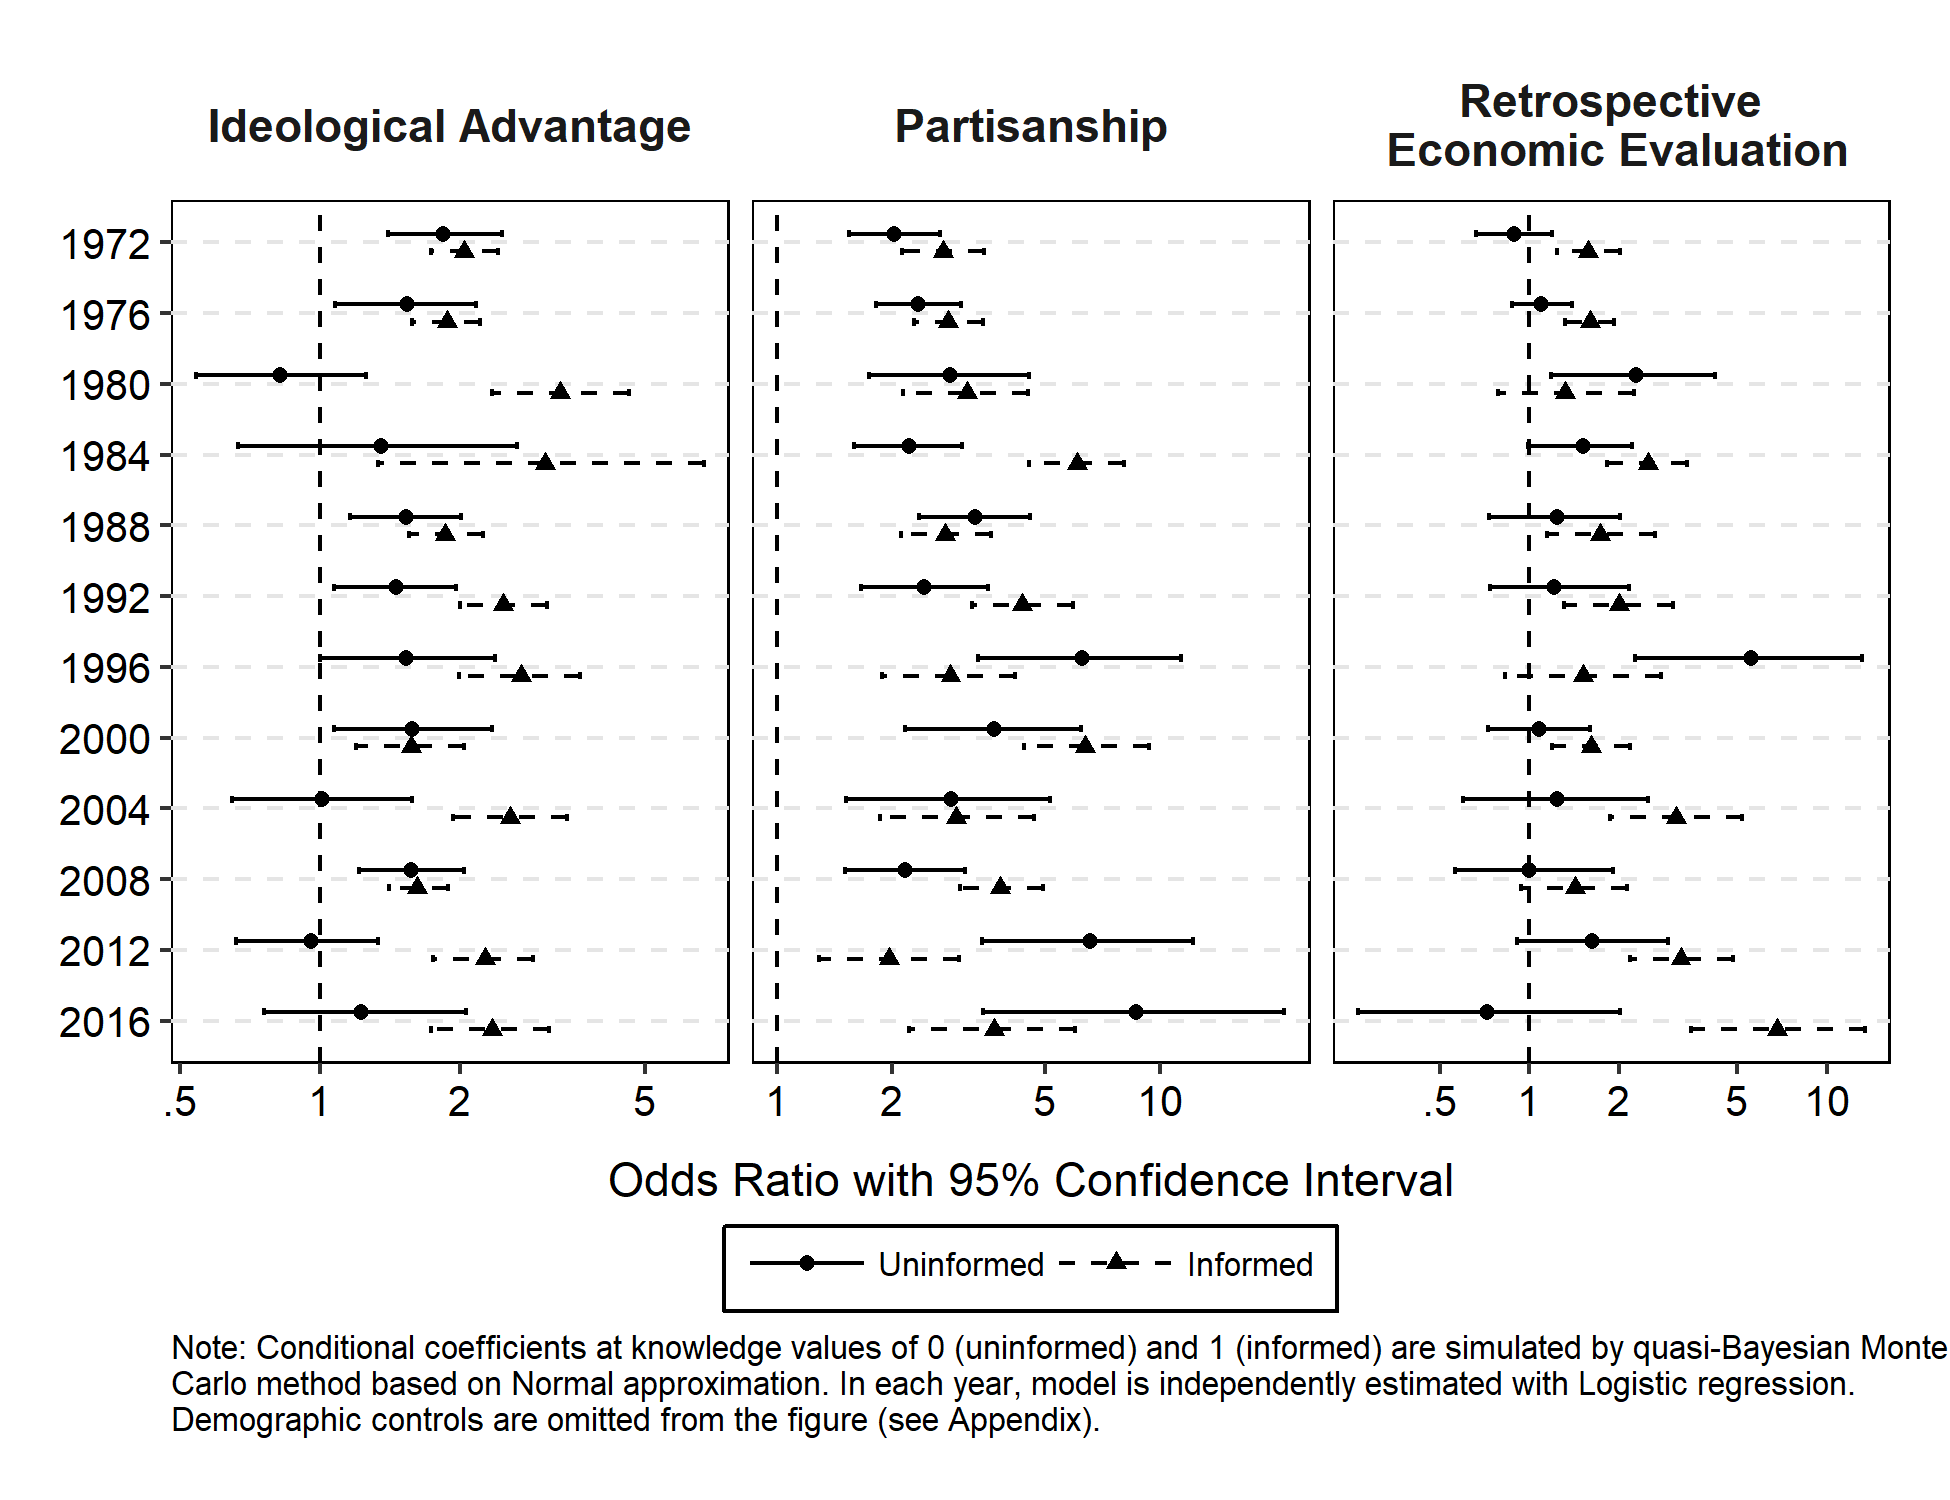 Ideological Advantage
Partisanship
Retrospective
Economic Evaluation
1972
1976
1980
1984
1988
1992
1996
2000
2004
2008
2012
2016
.5 1 2 5
1 2 5 10
.5 1 2 5 10
Odds Ratio with 95% Confidence Interval
Uninformed Informed
Note: Conditional coefficients at knowledge values of 0 (uninformed) and 1 (informed) are simulated by quasi-Bayesian Monte
Carlo method based on Normal approximation. In each year, model is independently estimated with Logistic regression.
Demographic controls are omitted from the figure (see Appendix).